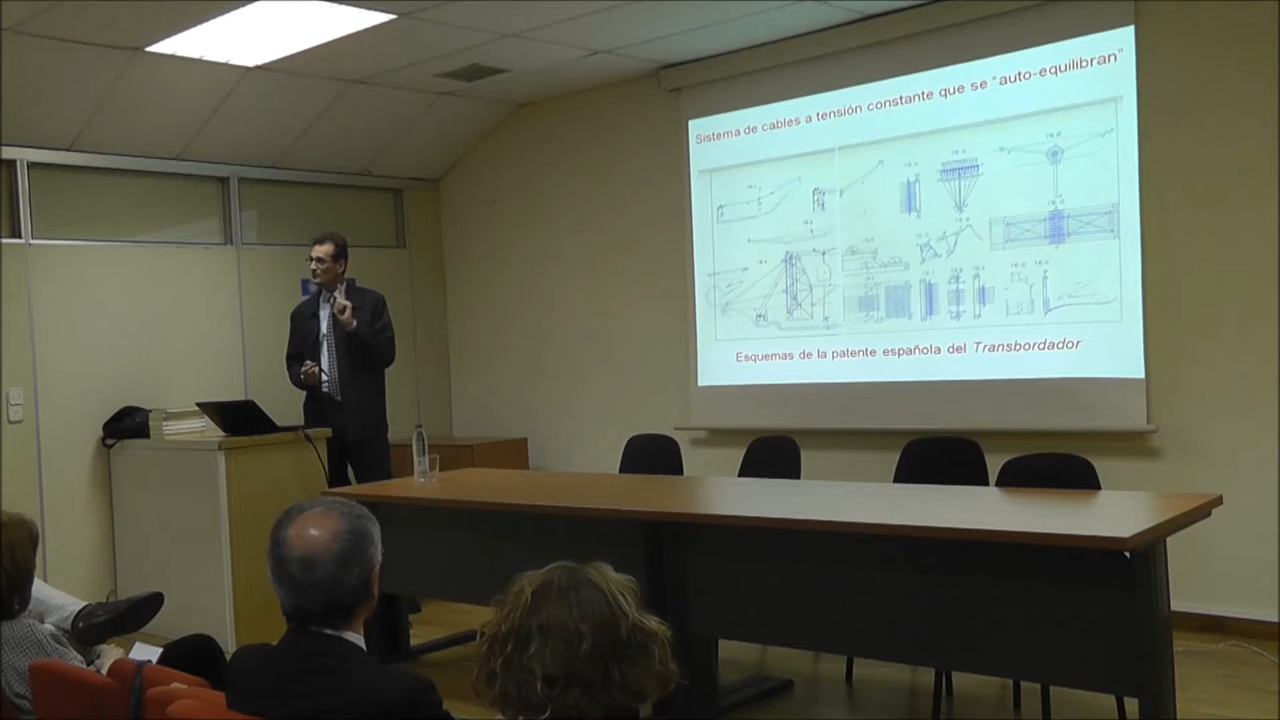 Sistema de cables a tensión constante que se “auto-equilibran”
Esquemas de la patente española del Transbordador